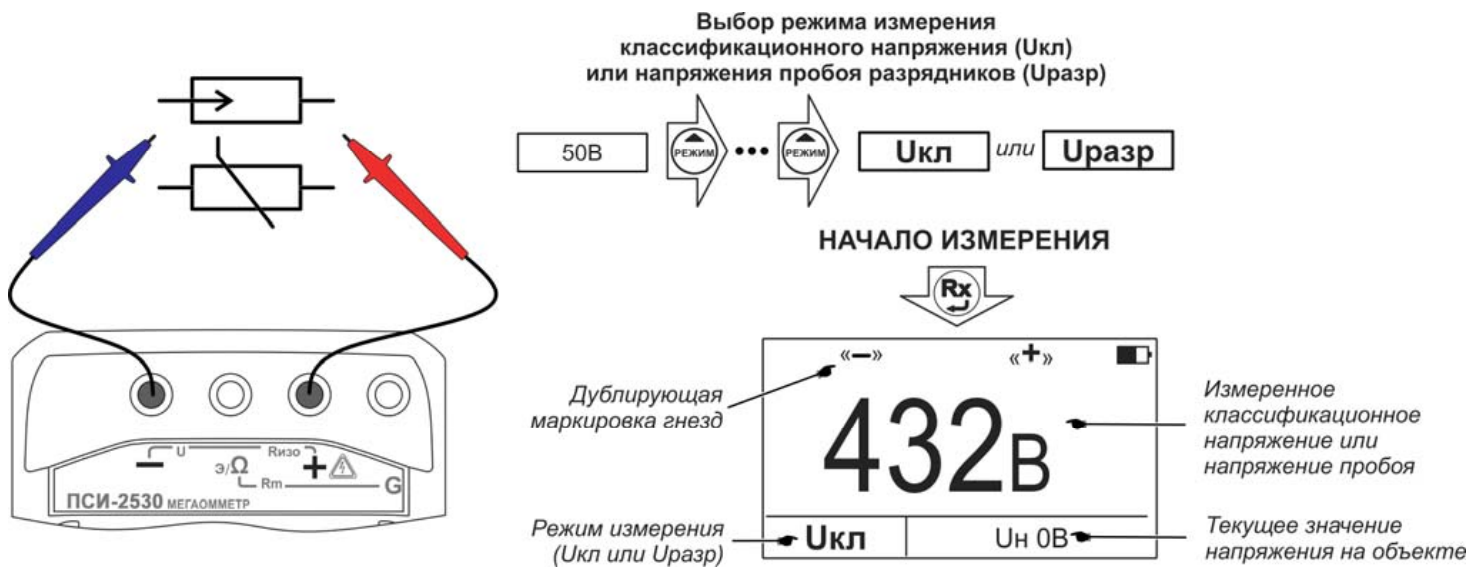 Выбор режима измерения
классификационного напряжения (Uкл)
или напряжения пробоя разрядников (Uразр)
50В
РЕЖИМ
•••
РЕЖИМ
Uкл
или
Uразр
НАЧАЛО ИЗМЕРЕНИЯ
Rx
«–»
«+»
432В
Uкл
Uн 0В
Дублирующая
маркировка гнезд
Режим измерения
(Uкл или Uразр)
Измеренное
классификационное
напряжение или
напряжение пробоя
Текущее значение
напряжения на объекте
– U Rизо +
Э/Ω Rm G
ПСИ-2530 МЕГАОММЕТР